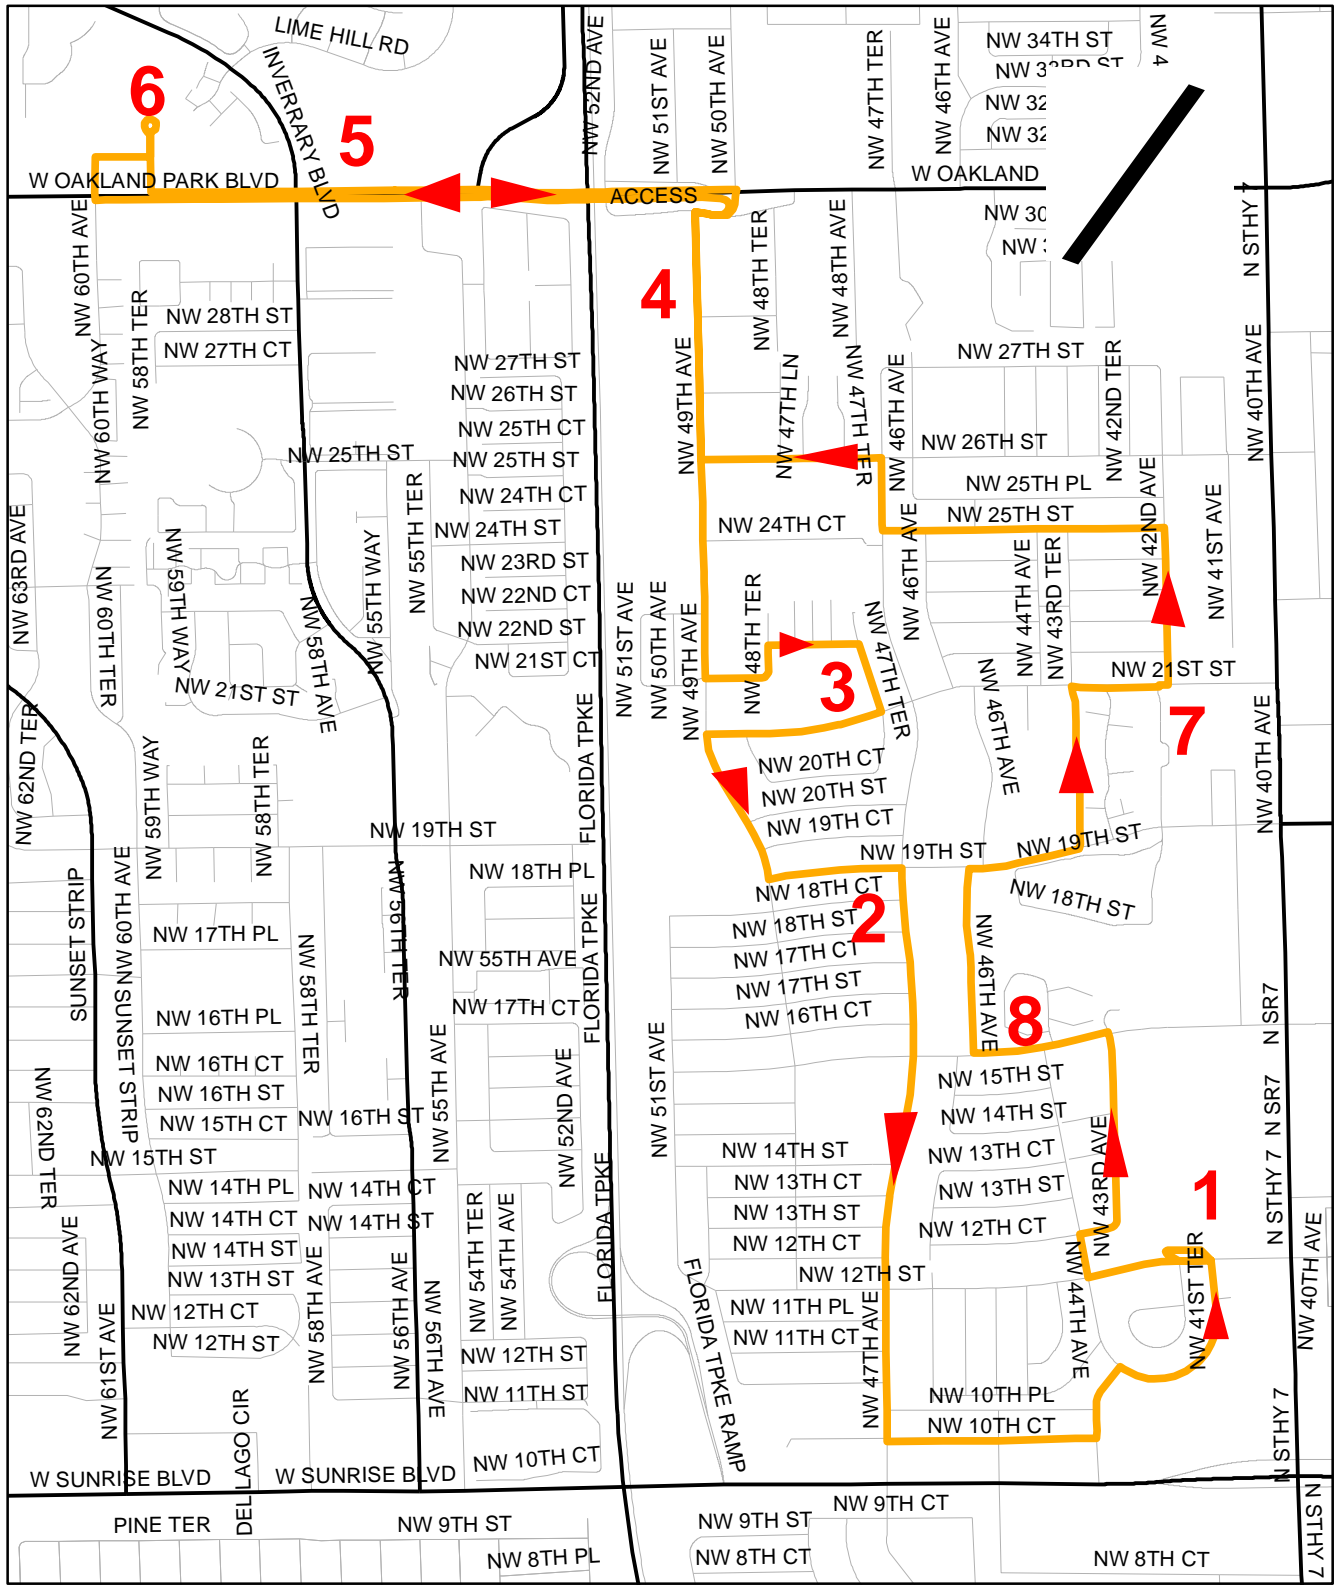 LIME HILL RD
INVERRARY BLVD
NW 52ND AVE
NW 51ST AVE
NW 50TH AVE
NW 47TH TER
NW 46TH AVE
NW 34TH ST
NW 4
NW 33RD ST
NW 32
NW 32
6
5
W OAKLAND PARK BLVD
ACCESS
W OAKLAND
NW 30
NW
N STHY 7
NW 60TH AVE
NW 58TH TER
NW 28TH ST
NW 27TH CT
4
NW 48TH TER
NW 48TH AVE
NW 60TH WAY
NW 27TH ST
NW 26TH ST
NW 25TH CT
NW 25TH ST
NW 25TH ST
NW 24TH CT
NW 24TH ST
NW 23RD ST
NW 22ND CT
NW 22ND ST
NW 21ST CT
NW 49TH AVE
NW 47TH LN
NW 47TH TER
NW 46TH AVE
NW 27TH ST
NW 42ND TER
NW 40TH AVE
NW 26TH ST
NW 25TH PL
NW 25TH ST
NW 24TH CT
NW 42ND AVE
NW 41ST AVE
NW 46TH AVE
NW 44TH AVE
NW 43RD TER
NW 63RD AVE
NW 60TH TER
NW 59TH WAY
NW 58TH AVE
NW 55TH WAY
NW 55TH TER
NW 21ST ST
NW 51ST AVE
NW 50TH AVE
NW 49TH AVE
NW 48TH TER
3
NW 47TH TER
NW 46TH AVE
NW 21ST ST
7
NW 40TH AVE
NW 62ND TER
NW 59TH WAY
NW 58TH TER
FLORIDA TPKE
NW 20TH CT
NW 20TH ST
NW 19TH CT
NW 19TH ST
NW 19TH ST
NW 19TH ST
NW 18TH ST
NW 18TH PL
NW 18TH CT
NW 18TH ST
2
NW 17TH CT
NW 17TH ST
NW 16TH CT
SUNSET STRIP
NW 61ST AVE
NW 60TH AVE
SUNSET STRIP
NW 17TH PL
NW 58TH TER
NW 56TH TER
NW 55TH AVE
NW 17TH CT
FLORIDA TPKE
NW 46TH AVE
8
N SR7
NW 16TH PL
NW 16TH CT
NW 16TH ST
NW 15TH CT
NW 16TH ST
NW 15TH ST
NW 55TH AVE
NW 52ND AVE
NW 51ST AVE
NW 15TH ST
NW 14TH ST
NW 13TH CT
NW 13TH ST
NW 12TH CT
NW 43RD AVE
N SR7
N STHY 7
1
NW 62ND TER
NW 14TH PL
NW 14TH CT
NW 14TH ST
NW 13TH ST
NW 12TH CT
NW 12TH ST
NW 14TH CT
NW 14TH ST
NW 54TH TER
NW 54TH AVE
FLORIDA TPKE
NW 14TH ST
NW 13TH CT
NW 13TH ST
NW 12TH CT
NW 12TH ST
NW 11TH PL
NW 11TH CT
NW 44TH AVE
NW 41ST TER
NW 40TH AVE
NW 62ND AVE
NW 61ST AVE
NW 58TH AVE
NW 56TH AVE
NW 56TH AVE
NW 12TH ST
NW 11TH ST
NW 10TH CT
FLORIDA TPKE RAMP
NW 47TH AVE
NW 10TH PL
NW 10TH CT
N STHY 7
W SUNRISE BLVD
DELLAGO CIR
W SUNRISE BLVD
PINE TER
NW 9TH ST
NW 8TH PL
NW 9TH ST
NW 8TH CT
NW 9TH CT
NW 8TH CT
N STHY 7